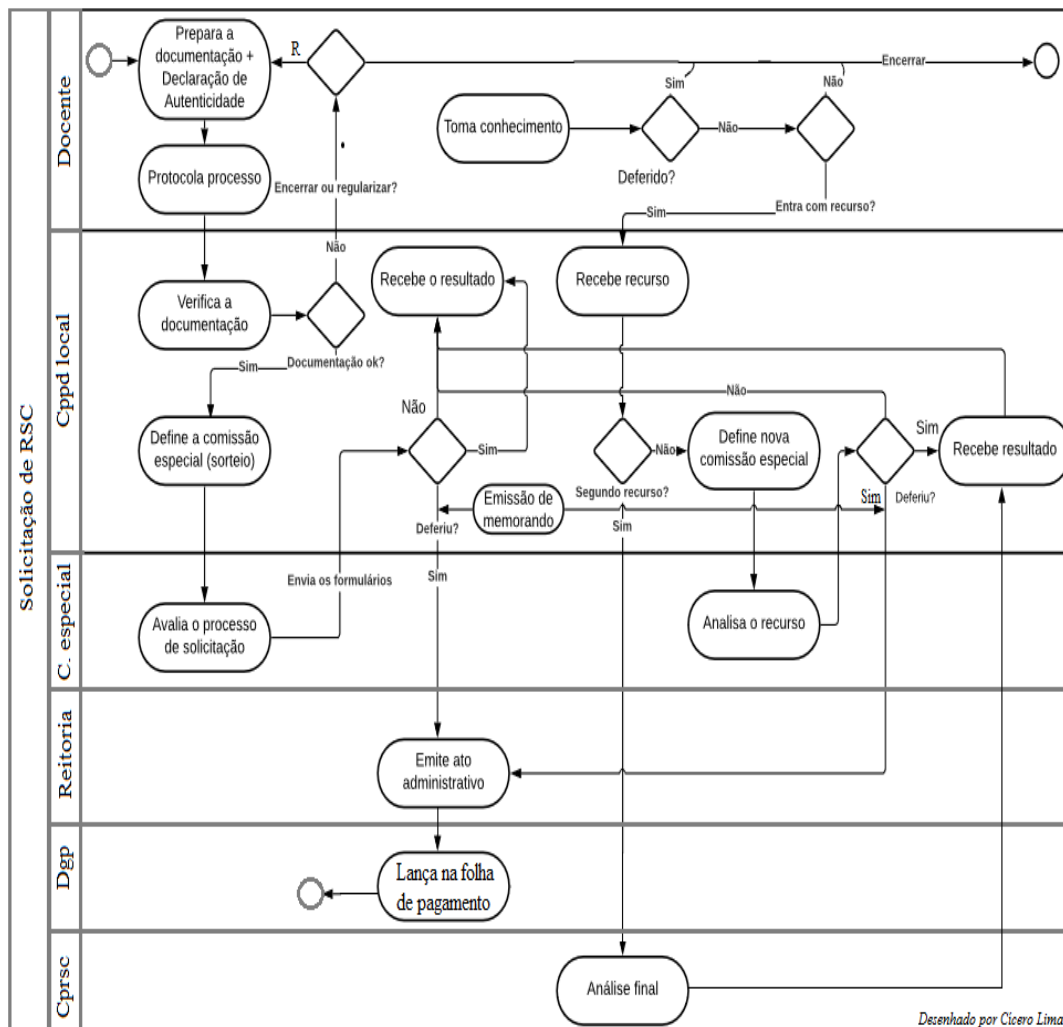 Solicitação de RSC
Docente
Prepara a
documentação +
Declaração de
Autenticidade
R
Encerrar
Sim
Não
Toma conhecimento
Não
Deferido?
Protocola processo
Encerrar ou regularizar?
Sim
Entra com recurso?
Cppd local
Não
Recebe o resultado
Recebe recurso
Verifica a
documentação
Documentação ok?
Sim
Não
Não
Define a comissão
especial (sorteio)
Sim
Não
Define nova
comissão especial
Sim
Recebe resultado
Segundo recurso?
Emissão de
memorando
Sim
Deferiu?
Deferiu?
Sim
C. especial
Envia os formulários
Sim
Avalia o processo
de solicitação
Analisa o recurso
Reitoria
Emite ato
administrativo
Dgp
Lança na folha
de pagamento
Cprsc
Análise final
Desenhado por Cicero Lima